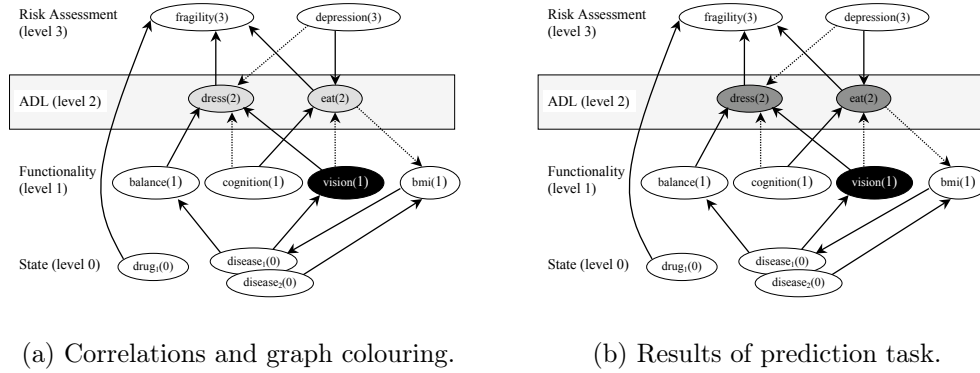 Risk Assessment
(level 3)
fragility(3)
depression(3)
ADL (level 2)
dress(2)
eat(2)
Functionality
(level 1)
balance(1)
cognition(1)
vision(1)
bmi(1)
State (level 0)
drug₁(0)
disease₁(0)
disease₂(0)
(a) Correlations and graph colouring.
Risk Assessment
(level 3)
fragility(3)
depression(3)
ADL (level 2)
dress(2)
eat(2)
Functionality
(level 1)
balance(1)
cognition(1)
vision(1)
bmi(1)
State (level 0)
drug₁(0)
disease₁(0)
disease₂(0)
(b) Results of prediction task.